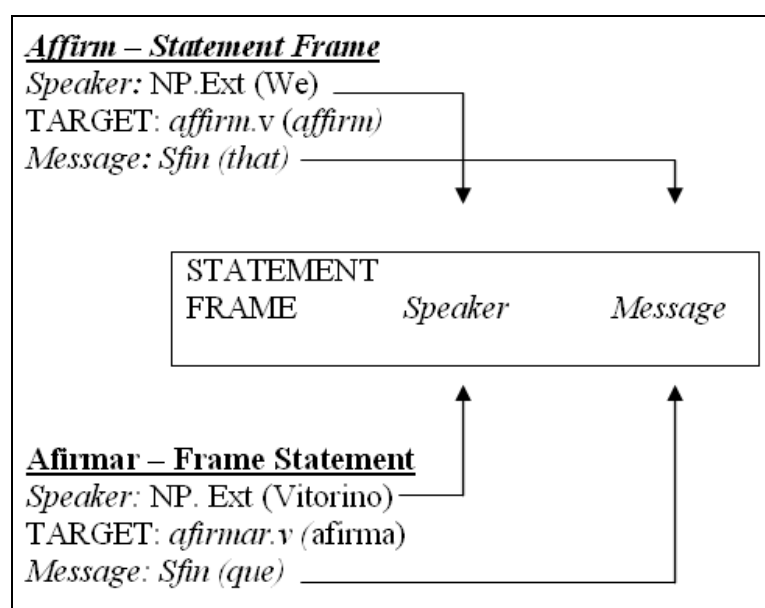 Affirm – Statement Frame
Speaker: NP.Ext (We)
TARGET: affirm.v (affirm)
Message: Sfin (that)
STATEMENT
FRAME Speaker Message
Afirmar – Frame Statement
Speaker: NP. Ext (Vitorino)
TARGET: afirmar.v (afirma)
Message: Sfin (que)